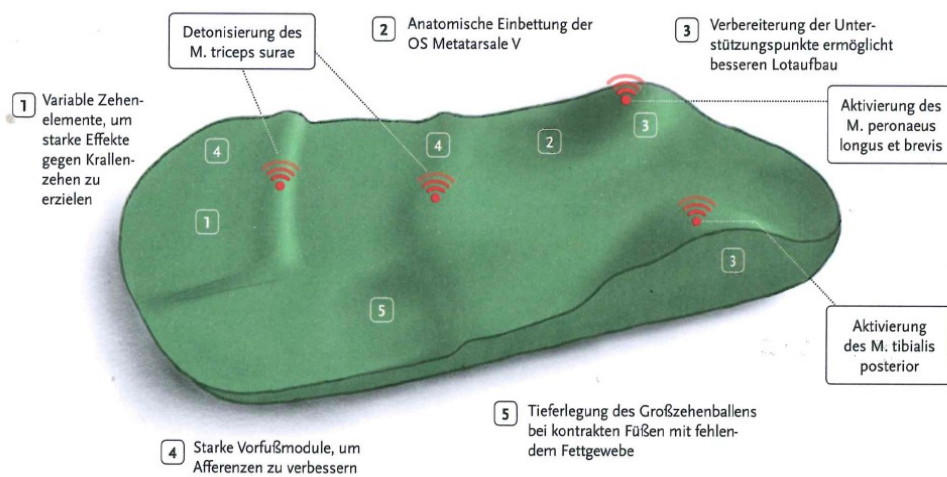 Detonisierung des
M. triceps surae
2 Anatomische Einbettung der
OS Metatarsale V
3 Verbereiterung der Unter-
stützungspunkte ermöglicht
besseren Lotaufbau
1 Variable Zehen-
elemente, um
starke Effekte
gegen Krallen-
zehen zu
erzielen
Aktivierung des
M. peronaeus
longus et brevis
4
4
2
3
1
3
5
Aktivierung
des M. tibialis
posterior
5 Tieferlegung des Großzehenballens
bei kontrakten Füßen mit fehlen-
dem Fettgewebe
4 Starke Vorfußmodule, um
Afferenzen zu verbessern